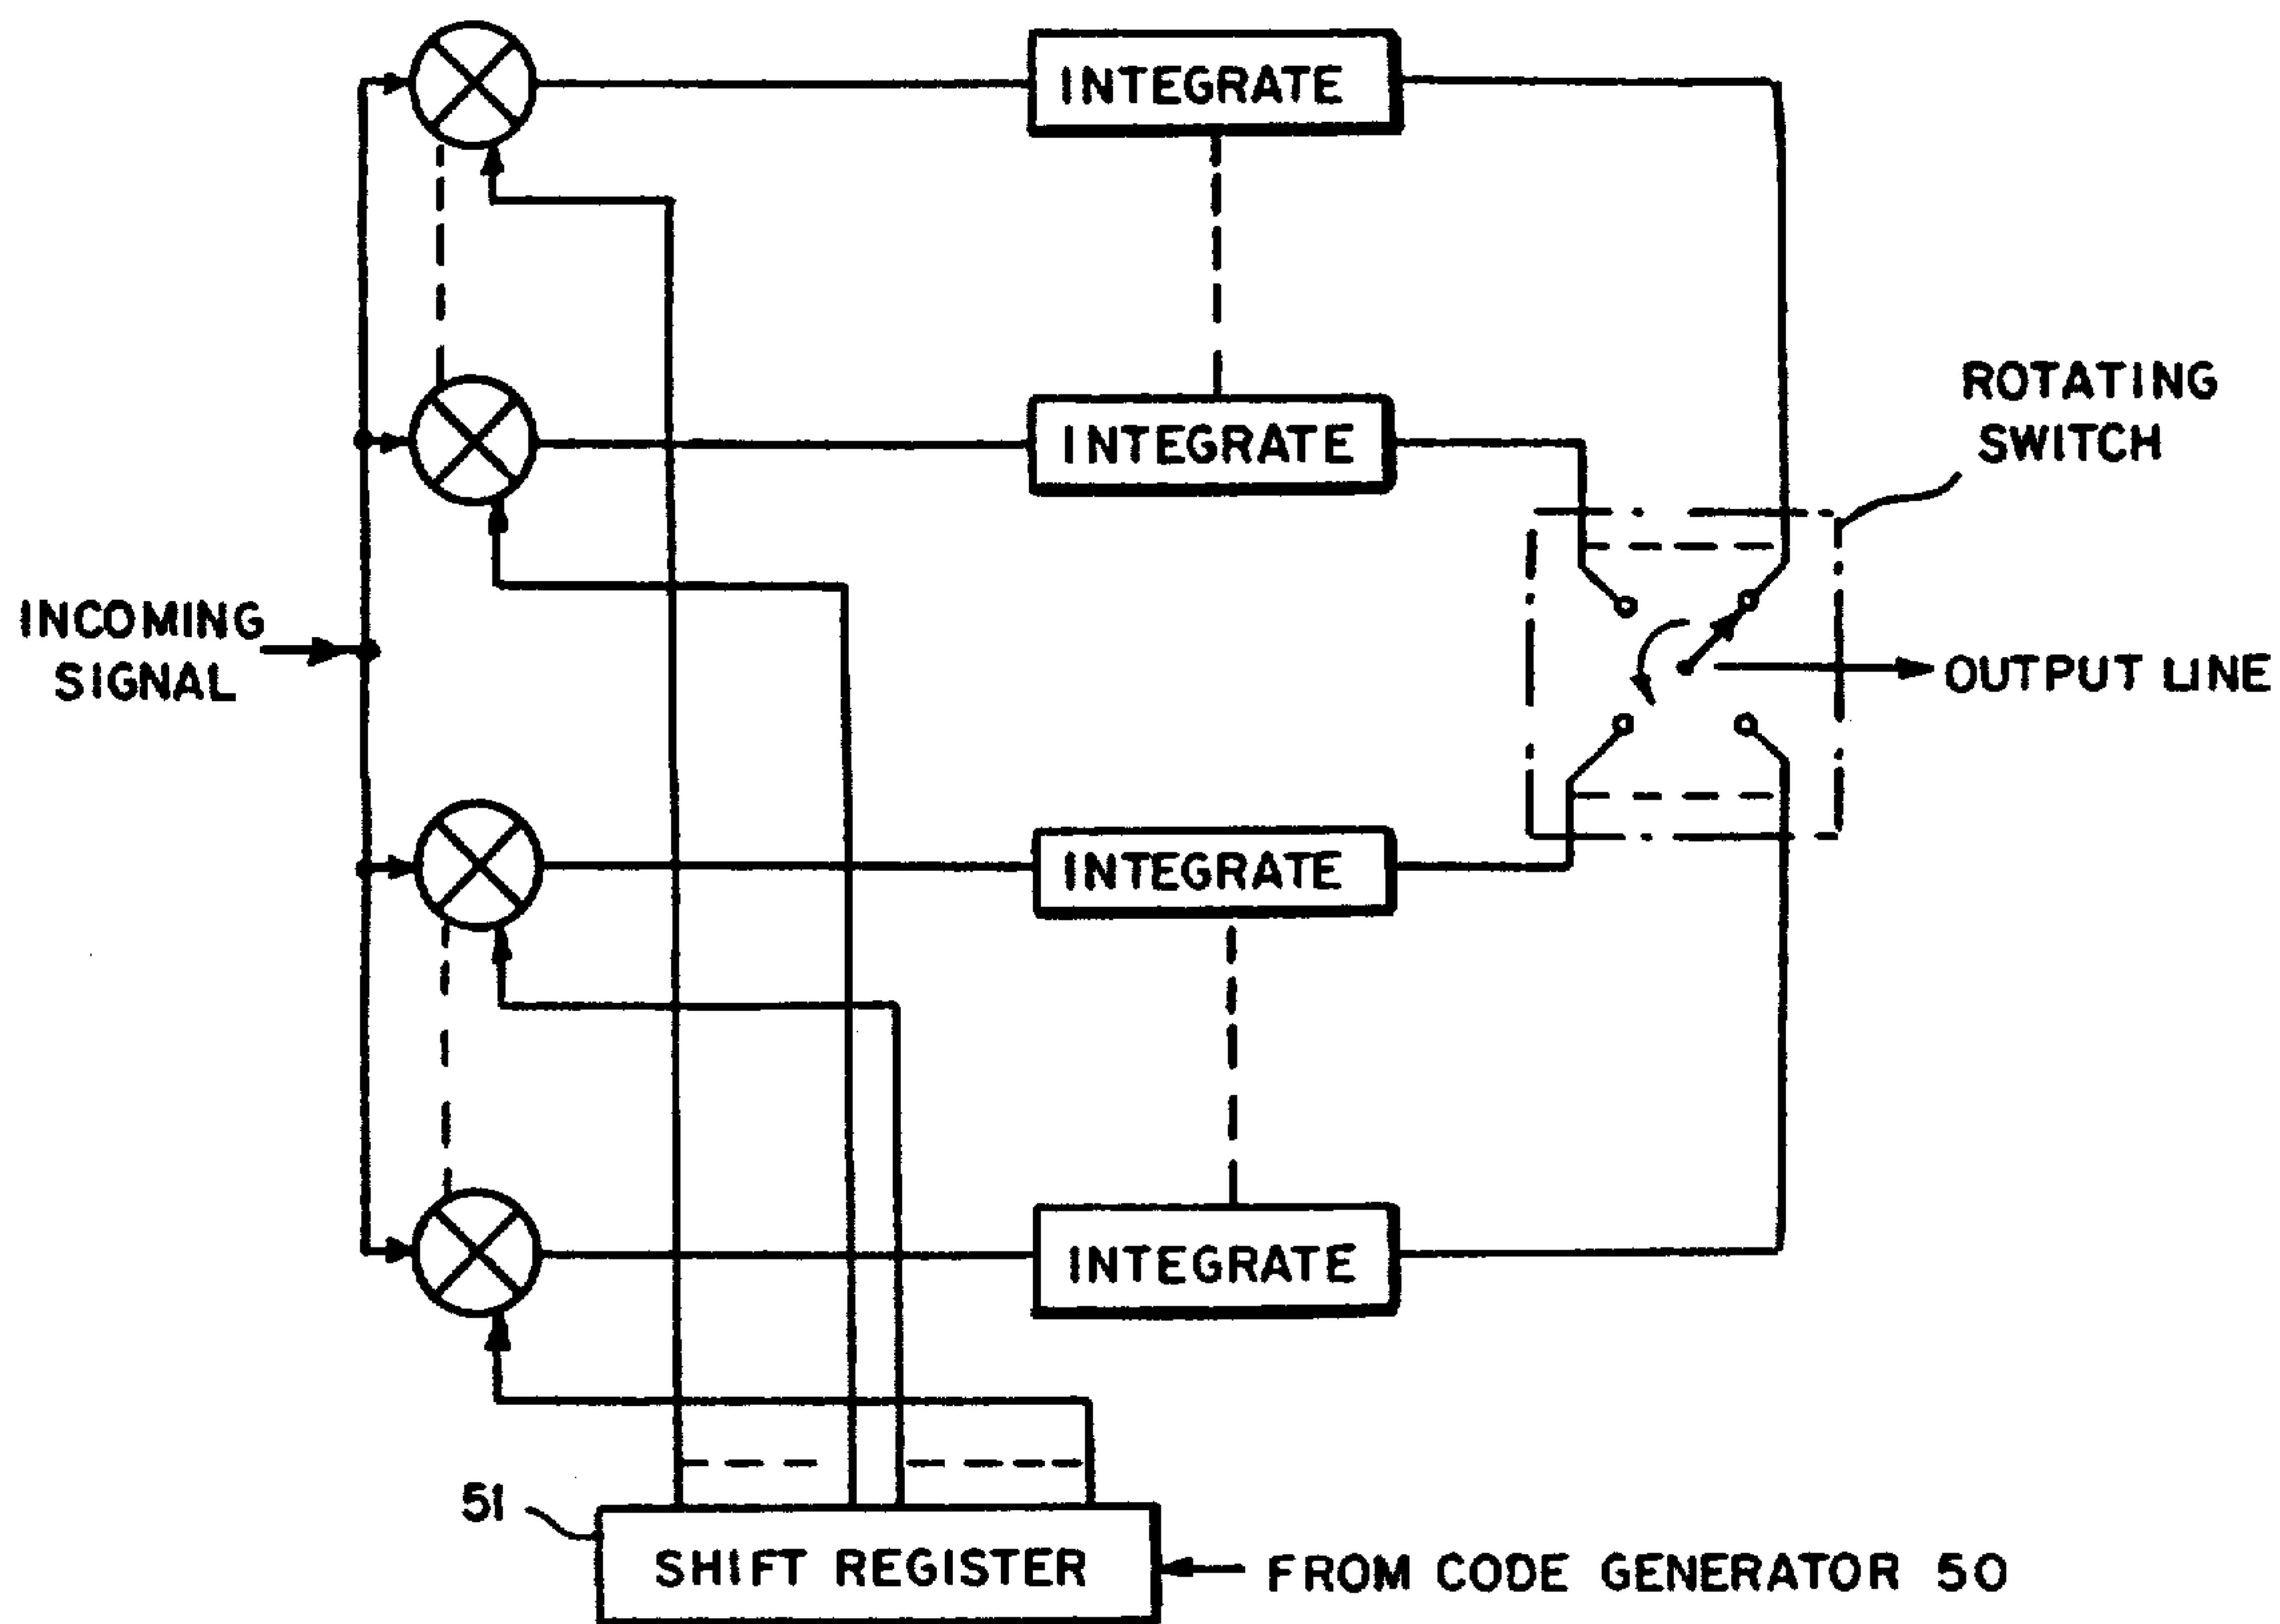 INTEGRATE
INTEGRATE
ROTATING
SWITCH
INCOMING
SIGNAL
OUTPUT LINE
INTEGRATE
INTEGRATE
51
SHIFT REGISTER
FROM CODE GENERATOR 50